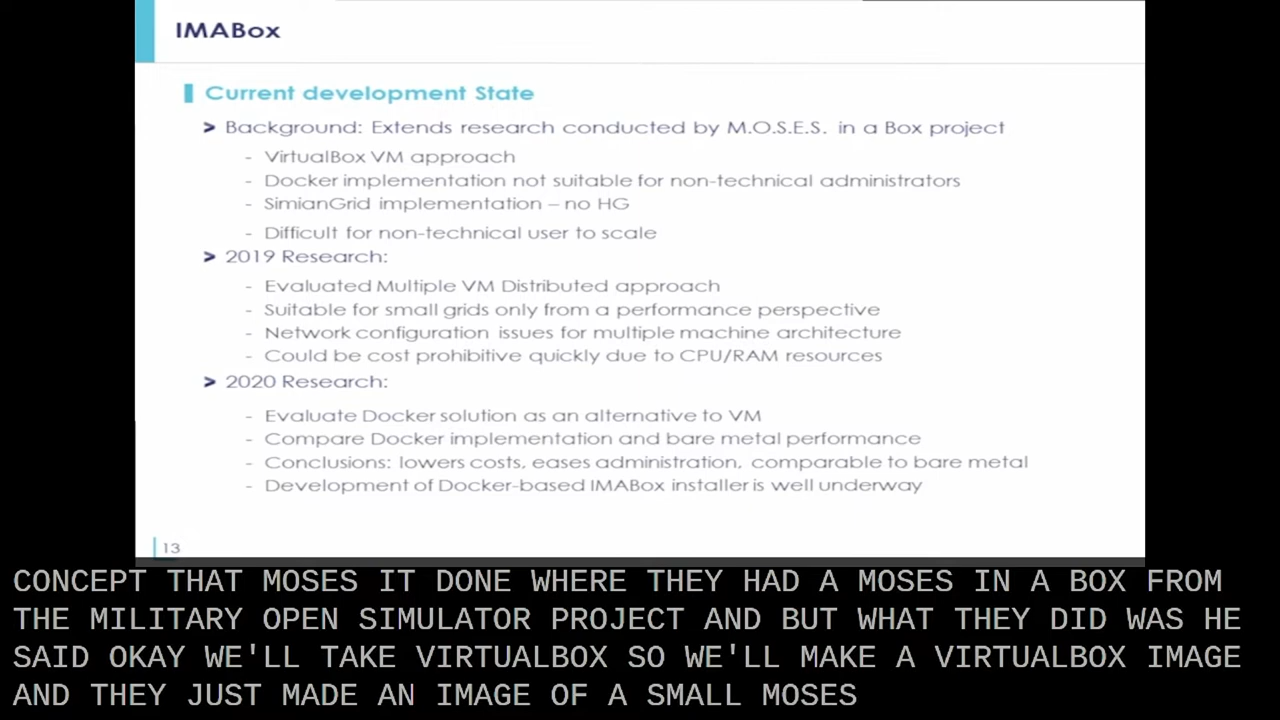 IMABox
Current development State
> Background: Extends research conducted by M.O.S.E.S. in a Box project
- VirtualBox VM approach
- Docker implementation not suitable for non-technical administrators
- SimianGrid implementation – no HG
- Difficult for non-technical user to scale
> 2019 Research:
- Evaluated Multiple VM Distributed approach
- Suitable for small grids only from a performance perspective
- Network configuration issues for multiple machine architecture
- Could be cost prohibitive quickly due to CPU/RAM resources
> 2020 Research:
- Evaluate Docker solution as an alternative to VM
- Compare Docker implementation and bare metal performance
- Conclusions: lowers costs, eases administration, comparable to bare metal
- Development of Docker-based IMABox installer is well underway
13
CONCEPT THAT MOSES IT DONE WHERE THEY HAD A MOSES IN A BOX FROM
THE MILITARY OPEN SIMULATOR PROJECT AND BUT WHAT THEY DID WAS HE
SAID OKAY WE'LL TAKE VIRTUALBOX SO WE'LL MAKE A VIRTUALBOX IMAGE
AND THEY JUST MADE AN IMAGE OF A SMALL MOSES